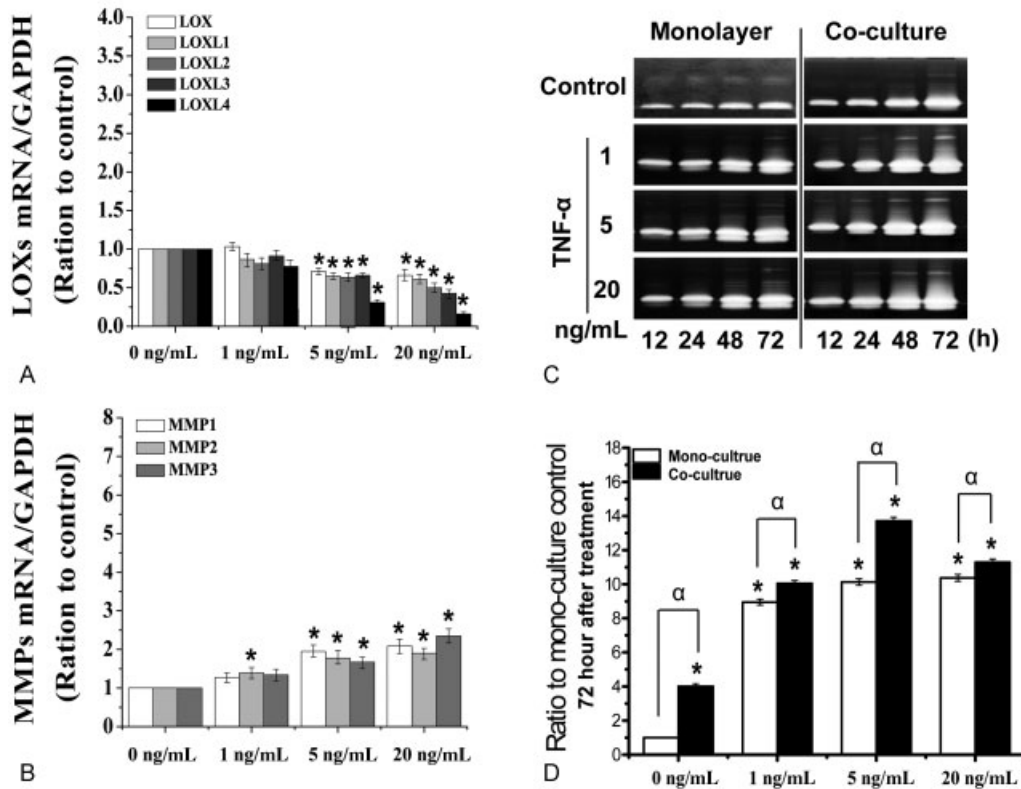 LOXs mRNA/GAPDH
(Ration to control)
4.0
3.5
3.0
2.5
2.0
1.5
1.0
0.5
0.0
LOX
LOXL1
LOXL2
LOXL3
LOXL4
* * * *
*
* * * *
*
0 ng/mL 1 ng/mL 5 ng/mL 20 ng/mL
A
MMPs mRNA/GAPDH
(Ration to control)
8
7
6
5
4
3
2
1
0
MMP1
MMP2
MMP3
*
* * *
* * *
0 ng/mL 1 ng/mL 5 ng/mL 20 ng/mL
B
Monolayer Co-culture
Control
TNF-α
1
5
20
ng/mL
12 24 48 72 12 24 48 72 (h)
C
Ratio to mono-culture control
72 hour after treatment
18
16
14
12
10
8
6
4
2
0
Mono-cultrue
Co-cultrue
α α α α
* * * * * * *
0 ng/mL 1 ng/mL 5 ng/mL 20 ng/mL
D